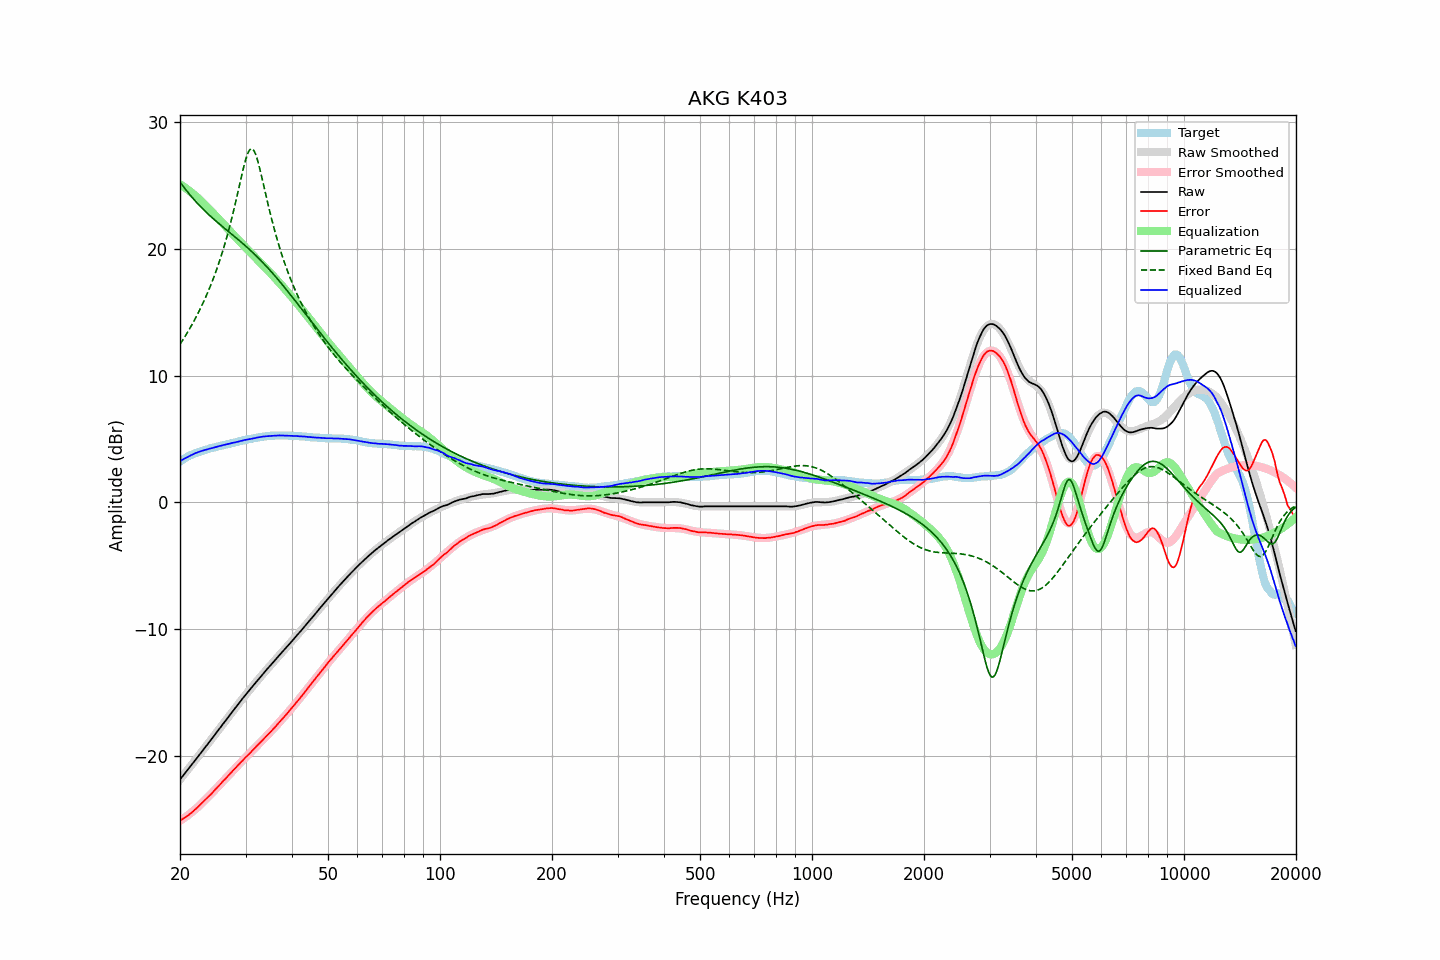 AKG K403
30
20
10
0
−10
−20
Amplitude (dBr)
20
50
100
200
500
1000
2000
5000
10000
20000
Frequency (Hz)
Target
Raw Smoothed
Error Smoothed
Raw
Error
Equalization
Parametric Eq
Fixed Band Eq
Equalized